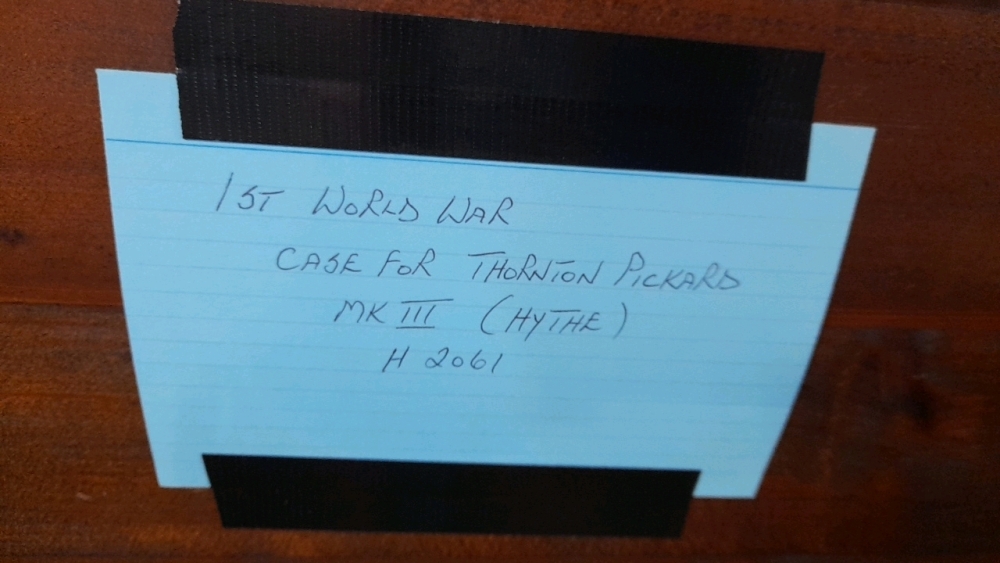 1ST WORLD WAR
CASE FOR THORNTON PICKARD
MK III (HYTHE)
H 2061